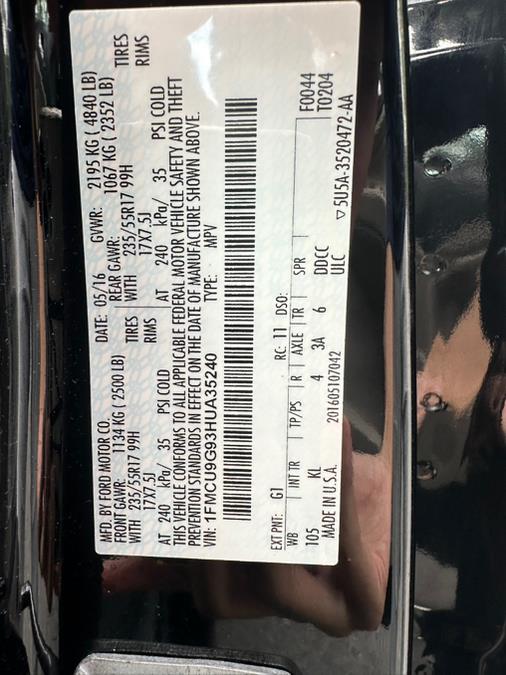 MFD. BY FORD MOTOR CO.
DATE: 05/16 GVWR: 2195 KG ( 4840 LB)
FRONT GAWR: 1134 KG ( 2500 LB) REAR GAWR: 1067 KG ( 2352 LB)
WITH 235/55R17 99H TIRES WITH 235/55R17 99H TIRES
17X7.5J RIMS 17X7.5J RIMS
AT 240 kPa/ 35 PSI COLD AT 240 kPa/ 35 PSI COLD
THIS VEHICLE CONFORMS TO ALL APPLICABLE FEDERAL MOTOR VEHICLE SAFETY AND THEFT
PREVENTION STANDARDS IN EFFECT ON THE DATE OF MANUFACTURE SHOWN ABOVE.
VIN: 1FMCU9G93HUA35240 TYPE: MPV
EXT PNT: G1 RC: 11 DSO: F0044
WB INT TR TP/PS R AXLE TR SPR T0204
105 KL 4 3A 6 DDCC
ULC
MADE IN U.S.A. 201605107042
▽5U5A-3520472-AA